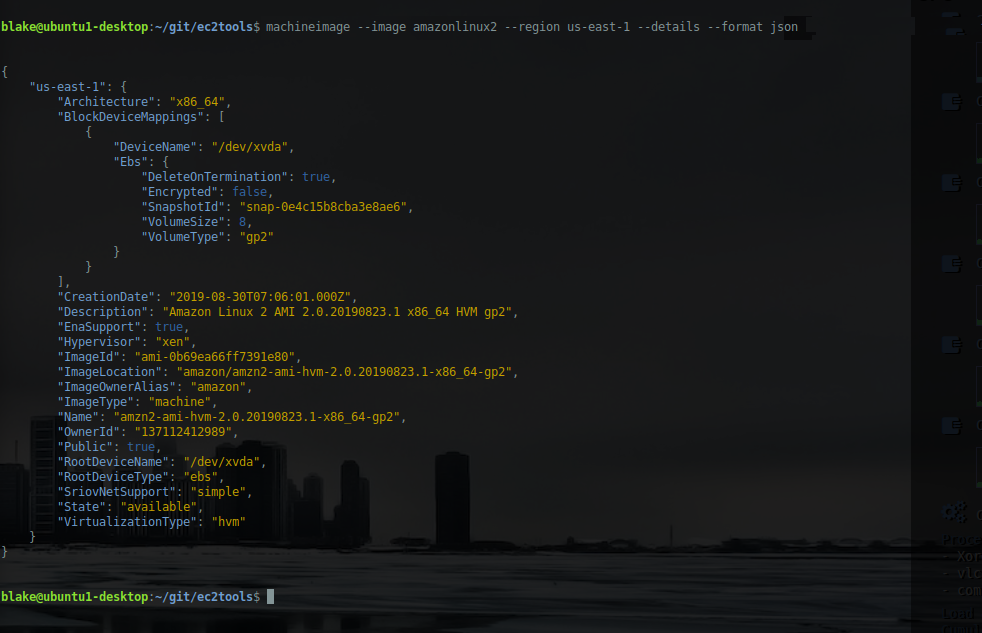 blake@ubuntu1-desktop:~/git/ec2tools$ machineimage --image amazonlinux2 --region us-east-1 --details --format json
{
    "us-east-1": {
        "Architecture": "x86_64",
        "BlockDeviceMappings": [
            {
                "DeviceName": "/dev/xvda",
                "Ebs": {
                    "DeleteOnTermination": true,
                    "Encrypted": false,
                    "SnapshotId": "snap-0e4c15b8cba3e8ae6",
                    "VolumeSize": 8,
                    "VolumeType": "gp2"
                }
            }
        ],
        "CreationDate": "2019-08-30T07:06:01.000Z",
        "Description": "Amazon Linux 2 AMI 2.0.20190823.1 x86_64 HVM gp2",
        "EnaSupport": true,
        "Hypervisor": "xen",
        "ImageId": "ami-0b69ea66ff7391e80",
        "ImageLocation": "amazon/amzn2-ami-hvm-2.0.20190823.1-x86_64-gp2",
        "ImageOwnerAlias": "amazon",
        "ImageType": "machine",
        "Name": "amzn2-ami-hvm-2.0.20190823.1-x86_64-gp2",
        "OwnerId": "137112412989",
        "Public": true,
        "RootDeviceName": "/dev/xvda",
        "RootDeviceType": "ebs",
        "SriovNetSupport": "simple",
        "State": "available",
        "VirtualizationType": "hvm"
    }
}
blake@ubuntu1-desktop:~/git/ec2tools$
Proce
- Xor
- vlc
- com
Load